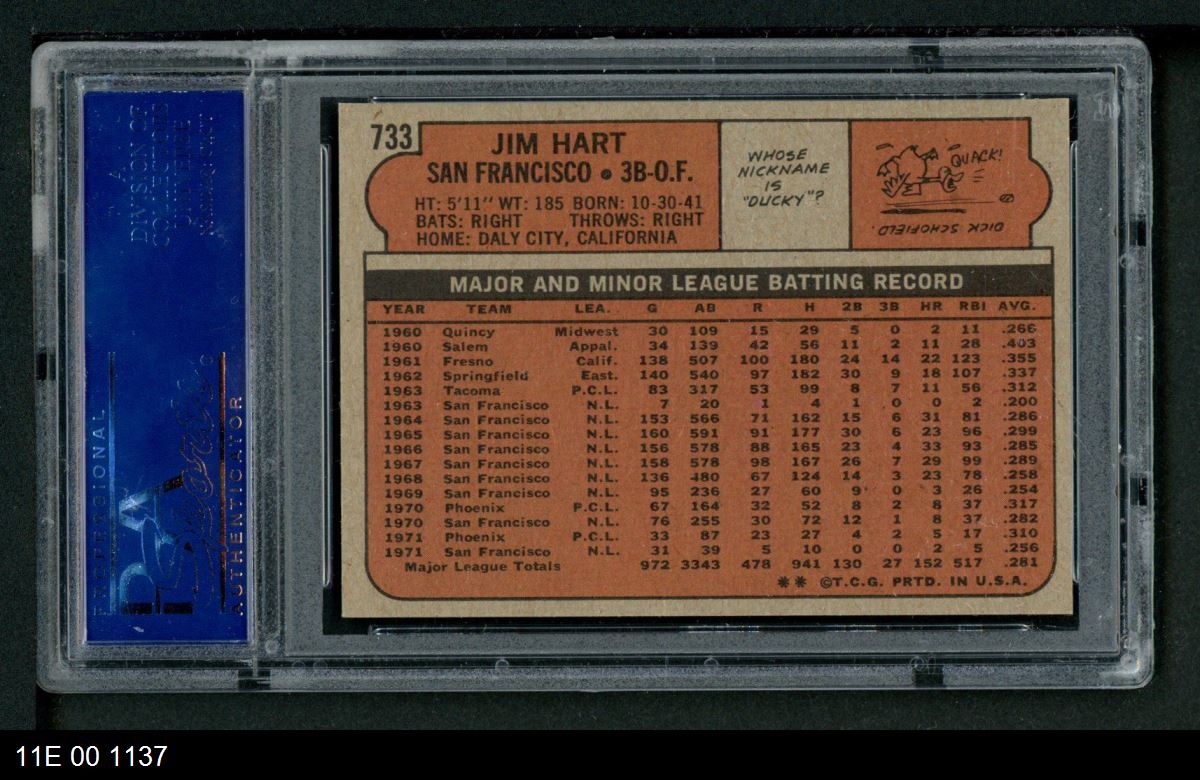 733
JIM HART
SAN FRANCISCO • 3B-O.F.
HT: 5'11" WT: 185 BORN: 10-30-41
BATS: RIGHT THROWS: RIGHT
HOME: DALY CITY, CALIFORNIA
WHOSE
NICKNAME
IS
"DUCKY"?
QUACK!
DICK SCHOFIELD.
MAJOR AND MINOR LEAGUE BATTING RECORD
YEAR TEAM LEA. G AB R H 2B 3B HR RBI AVG.
1960 Quincy Midwest 30 109 15 29 5 0 2 11 .266
1960 Salem Appal. 34 139 42 56 11 2 11 28 .403
1961 Fresno Calif. 138 507 100 180 24 14 22 123 .355
1962 Springfield East. 140 540 97 182 30 9 18 107 .337
1963 Tacoma P.C.L. 83 317 53 99 8 7 11 56 .312
1963 San Francisco N.L. 7 20 1 4 1 0 0 2 .200
1964 San Francisco N.L. 153 566 71 162 15 6 31 81 .286
1965 San Francisco N.L. 160 591 91 177 30 6 23 96 .299
1966 San Francisco N.L. 156 578 88 165 23 4 33 93 .285
1967 San Francisco N.L. 158 578 98 167 26 7 29 99 .289
1968 San Francisco N.L. 136 480 67 124 14 3 23 78 .258
1969 San Francisco N.L. 95 236 27 60 9 0 3 26 .254
1970 Phoenix P.C.L. 67 164 32 52 8 2 8 37 .317
1970 San Francisco N.L. 76 255 30 72 12 1 8 37 .282
1971 Phoenix P.C.L. 33 87 23 27 4 2 5 17 .310
1971 San Francisco N.L. 31 39 5 10 0 0 2 5 .256
Major League Totals 972 3343 478 941 130 27 152 517 .281
** ©T.C.G. PRTD. IN U.S.A.
A
DIVISION OF
COLLECTORS
UNIVERSE
PROFESSIONAL
PSA
AUTHENTICATOR
11E 00 1137